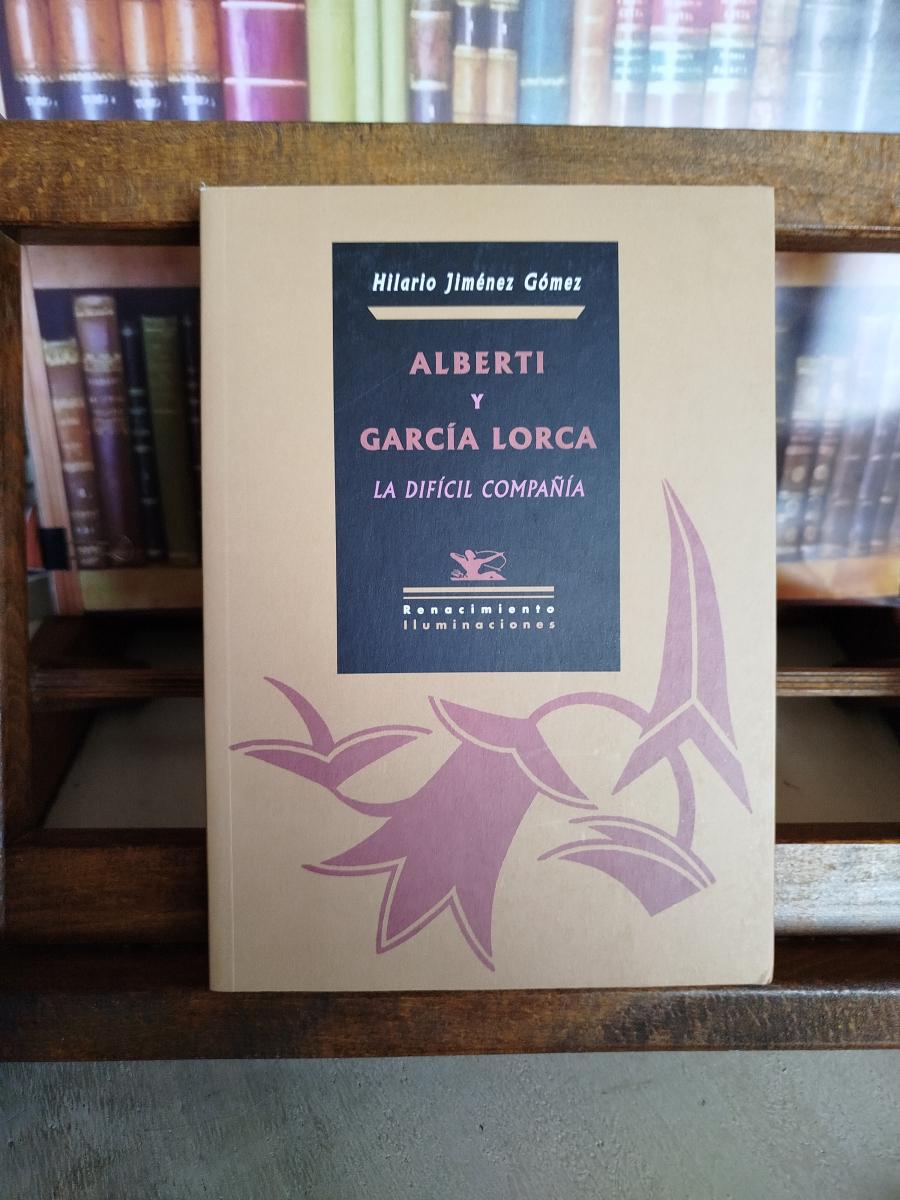 Hilario Jiménez Gómez
ALBERTI
Y
GARCÍA LORCA
LA DIFÍCIL COMPAÑÍA
Renacimiento
Iluminaciones